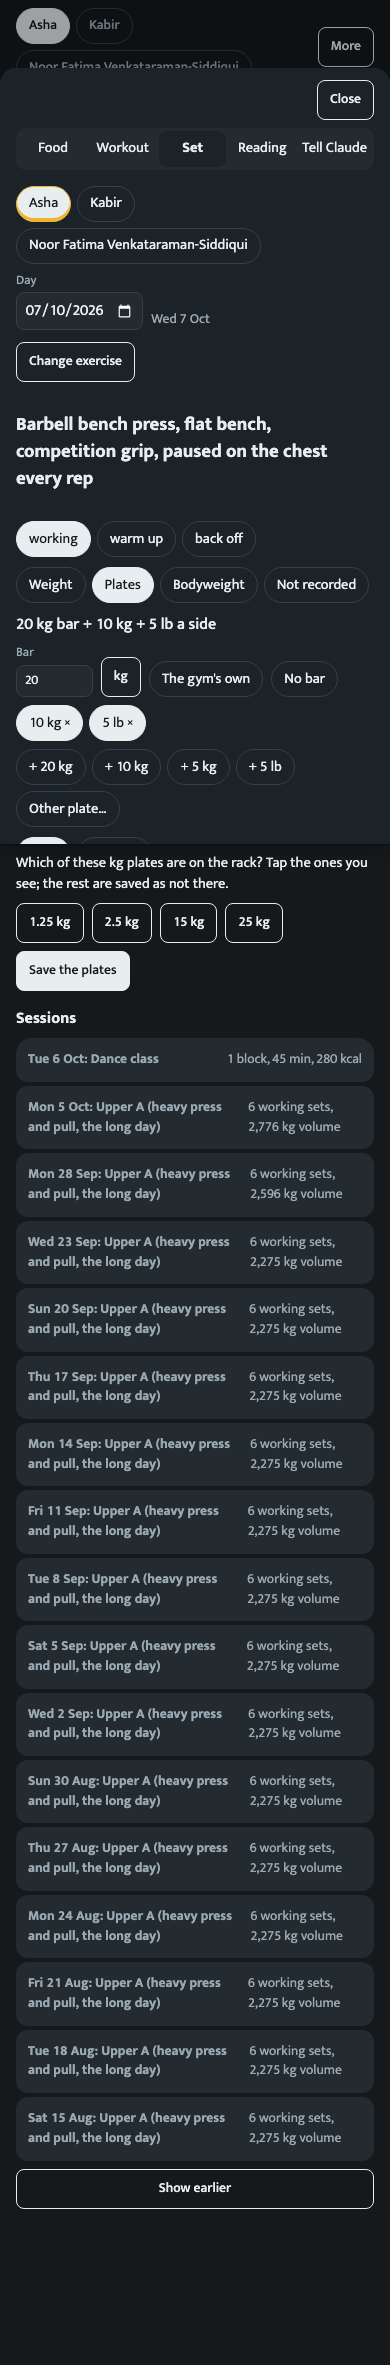 Asha Kabir
More
Noor Fatima Venkataraman-Siddiqui
Close
Food Workout Set Reading Tell Claude
Asha Kabir
Noor Fatima Venkataraman-Siddiqui
Day
07/10/2026 Wed 7 Oct
Change exercise
Barbell bench press, flat bench,
competition grip, paused on the chest
every rep
working warm up back off
Weight Plates Bodyweight Not recorded
20 kg bar + 10 kg + 5 lb a side
Bar
20 kg The gym's own No bar
10 kg × 5 lb ×
+ 20 kg + 10 kg + 5 kg + 5 lb
Other plate...
Which of these kg plates are on the rack? Tap the ones you
see; the rest are saved as not there.
1.25 kg 2.5 kg 15 kg 25 kg
Save the plates
Sessions
Tue 6 Oct: Dance class 1 block, 45 min, 280 kcal
Mon 5 Oct: Upper A (heavy press 6 working sets,
and pull, the long day) 2,776 kg volume
Mon 28 Sep: Upper A (heavy press 6 working sets,
and pull, the long day) 2,596 kg volume
Wed 23 Sep: Upper A (heavy press 6 working sets,
and pull, the long day) 2,275 kg volume
Sun 20 Sep: Upper A (heavy press 6 working sets,
and pull, the long day) 2,275 kg volume
Thu 17 Sep: Upper A (heavy press 6 working sets,
and pull, the long day) 2,275 kg volume
Mon 14 Sep: Upper A (heavy press 6 working sets,
and pull, the long day) 2,275 kg volume
Fri 11 Sep: Upper A (heavy press 6 working sets,
and pull, the long day) 2,275 kg volume
Tue 8 Sep: Upper A (heavy press 6 working sets,
and pull, the long day) 2,275 kg volume
Sat 5 Sep: Upper A (heavy press 6 working sets,
and pull, the long day) 2,275 kg volume
Wed 2 Sep: Upper A (heavy press 6 working sets,
and pull, the long day) 2,275 kg volume
Sun 30 Aug: Upper A (heavy press 6 working sets,
and pull, the long day) 2,275 kg volume
Thu 27 Aug: Upper A (heavy press 6 working sets,
and pull, the long day) 2,275 kg volume
Mon 24 Aug: Upper A (heavy press 6 working sets,
and pull, the long day) 2,275 kg volume
Fri 21 Aug: Upper A (heavy press 6 working sets,
and pull, the long day) 2,275 kg volume
Tue 18 Aug: Upper A (heavy press 6 working sets,
and pull, the long day) 2,275 kg volume
Sat 15 Aug: Upper A (heavy press 6 working sets,
and pull, the long day) 2,275 kg volume
Show earlier